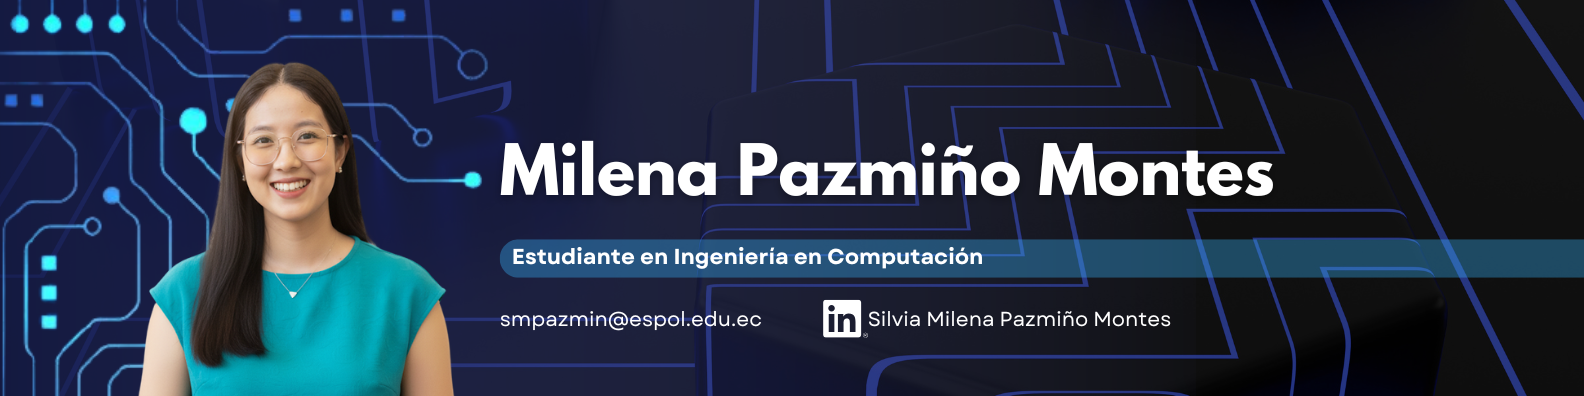 Milena Pazmiño Montes
Estudiante en Ingeniería en Computación
smpazmin@espol.edu.ec
in Silvia Milena Pazmiño Montes